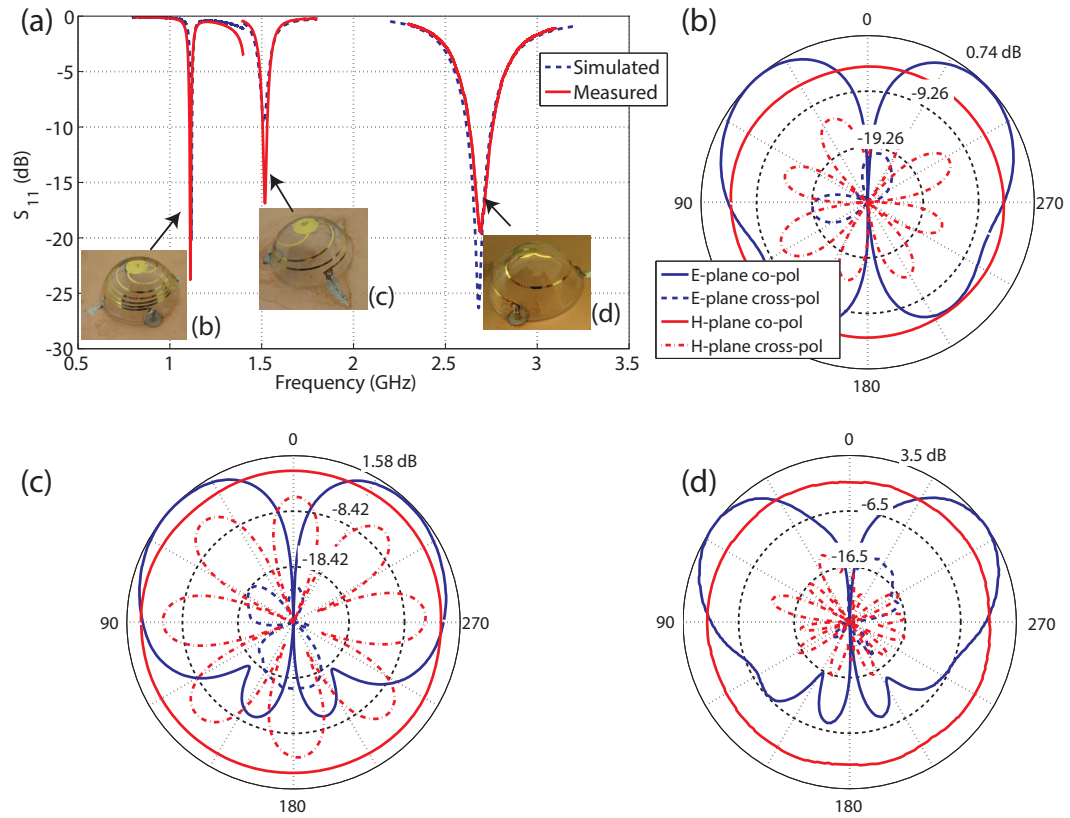 (a)
0
-5
-10
-15
-20
-25
-30
S11 (dB)
0.5
1
1.5
2
2.5
3
3.5
Frequency (GHz)
Simulated
Measured
(b)
(c)
(d)
(b)
0
90
180
270
0.74 dB
-9.26
-19.26
E-plane co-pol
E-plane cross-pol
H-plane co-pol
H-plane cross-pol
(c)
0
90
180
270
1.58 dB
-8.42
-18.42
(d)
0
90
180
270
3.5 dB
-6.5
-16.5